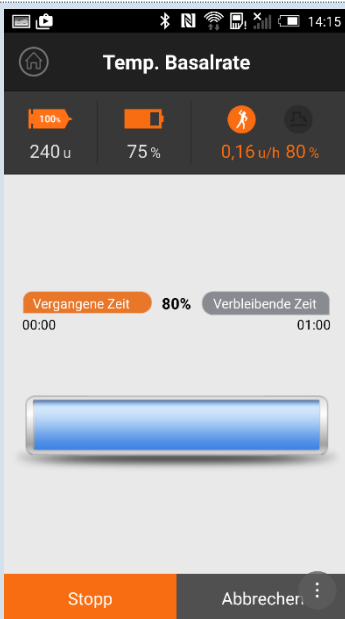 14:15
Temp. Basalrate
100%
240 u
75 %
0,16 u/h 80 %
Vergangene Zeit
80%
Verbleibende Zeit
00:00
01:00
Stopp
Abbrechen